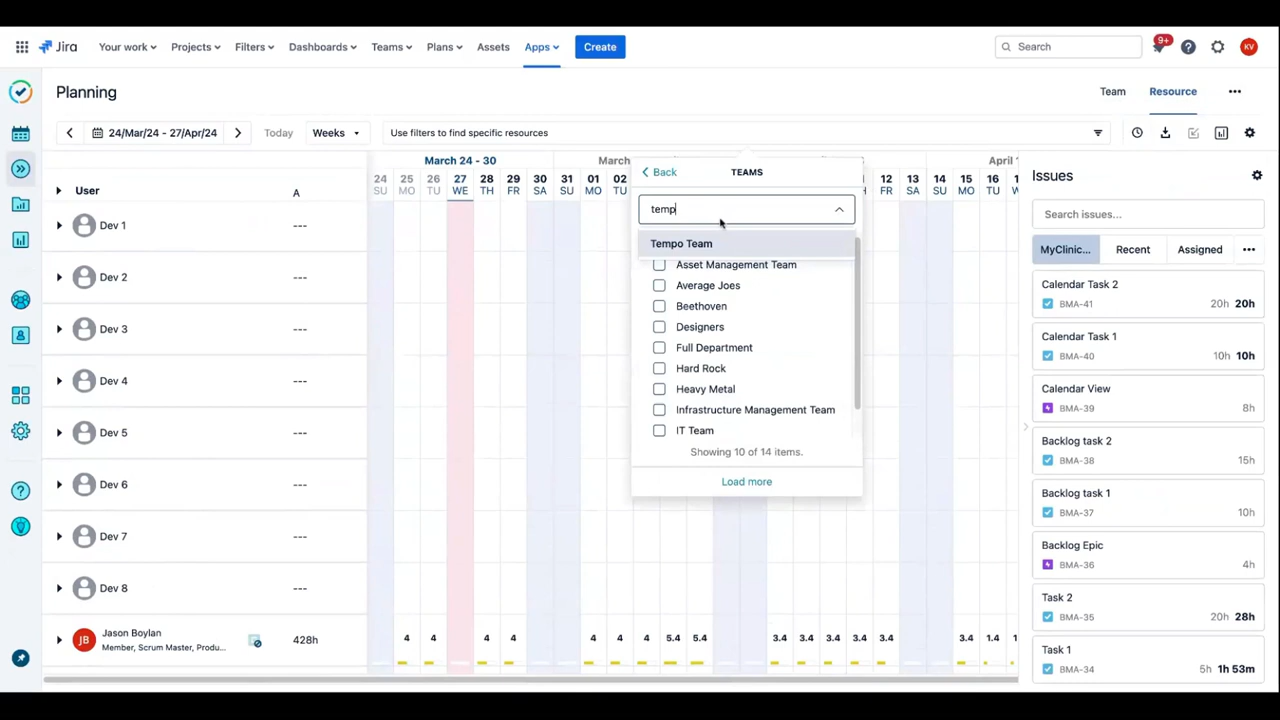 Jira
Your work
Projects
Filters
Dashboards
Teams
Plans
Assets
Apps
Create
Search
9+
KV
Planning
Team
Resource
24/Mar/24 - 27/Apr/24
Today
Weeks
Use filters to find specific resources
User
A
March 24 - 30
24 25 26 27 28 29 30 31 01 02
SU MO TU WE TH FR SA SU MO TU
12 13 14 15 16
FR SA SU MO TU
Back
TEAMS
temp
Tempo Team
Asset Management Team
Average Joes
Beethoven
Designers
Full Department
Hard Rock
Heavy Metal
Infrastructure Management Team
IT Team
Showing 10 of 14 items.
Load more
Dev 1 ---
Dev 2 ---
Dev 3 ---
Dev 4 ---
Dev 5 ---
Dev 6 ---
Dev 7 ---
Dev 8 ---
JB
Jason Boylan
Member, Scrum Master, Produ...
428h
4 4 4 4 4 4 5.4 5.4 3.4 3.4 3.4 3.4 3.4 3.4 1.4
Issues
Search issues...
MyClinic...
Recent
Assigned
Calendar Task 2
BMA-41 20h 20h
Calendar Task 1
BMA-40 10h 10h
Calendar View
BMA-39 8h
Backlog task 2
BMA-38 15h
Backlog task 1
BMA-37 10h
Backlog Epic
BMA-36 4h
Task 2
BMA-35 20h 28h
Task 1
BMA-34 5h 1h 53m